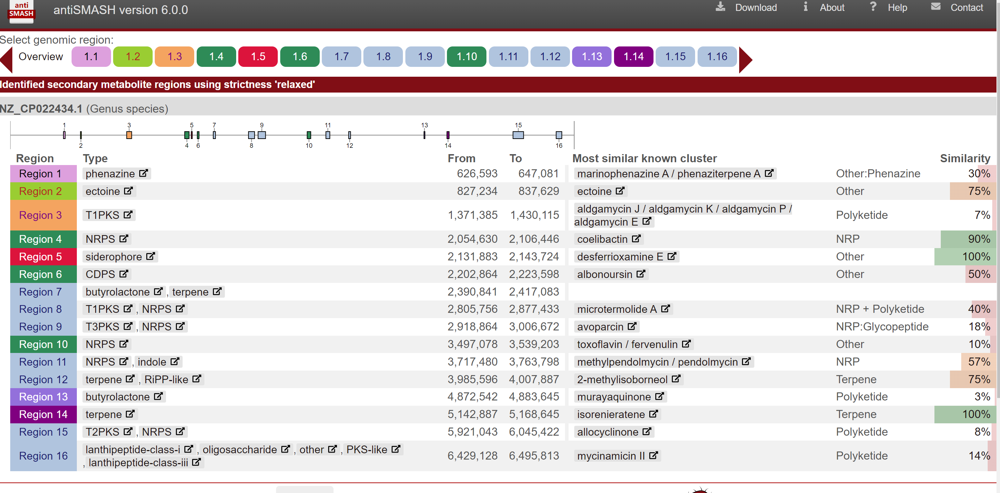 anti
SMASH
antiSMASH version 6.0.0
Download
About
Help
Contact
Select genomic region:
Overview 1.1 1.2 1.3 1.4 1.5 1.6 1.7 1.8 1.9 1.10 1.11 1.12 1.13 1.14 1.15 1.16
Identified secondary metabolite regions using strictness 'relaxed'
NZ_CP022434.1 (Genus species)
1 3 5 7 9 11 13 15
2 4 6 8 10 12 14 16
Region Type From To Most similar known cluster Similarity
Region 1 phenazine 626,593 647,081 marinophenazine A / phenaziterpene A Other:Phenazine 30%
Region 2 ectoine 827,234 837,629 ectoine Other 75%
Region 3 T1PKS 1,371,385 1,430,115 aldgamycin J / aldgamycin K / aldgamycin P /
aldgamycin E Polyketide 7%
Region 4 NRPS 2,054,630 2,106,446 coelibactin NRP 90%
Region 5 siderophore 2,131,883 2,143,724 desferrioxamine E Other 100%
Region 6 CDPS 2,202,864 2,223,598 albonoursin Other 50%
Region 7 butyrolactone , terpene 2,390,841 2,417,083
Region 8 T1PKS , NRPS 2,805,756 2,877,433 microtermolide A NRP + Polyketide 40%
Region 9 T3PKS , NRPS 2,918,864 3,006,672 avoparcin NRP:Glycopeptide 18%
Region 10 NRPS 3,497,078 3,539,203 toxoflavin / fervenulin Other 10%
Region 11 NRPS , indole 3,717,480 3,763,798 methylpendolmycin / pendolmycin NRP 57%
Region 12 terpene , RiPP-like 3,985,596 4,007,887 2-methylisoborneol Terpene 75%
Region 13 butyrolactone 4,872,542 4,883,645 murayaquinone Polyketide 3%
Region 14 terpene 5,142,887 5,168,645 isorenieratene Terpene 100%
Region 15 T2PKS , NRPS 5,921,043 6,045,422 allocyclinone Polyketide 8%
Region 16 lanthipeptide-class-i , oligosaccharide , other , PKS-like
, lanthipeptide-class-iii 6,429,128 6,495,813 mycinamicin II Polyketide 14%